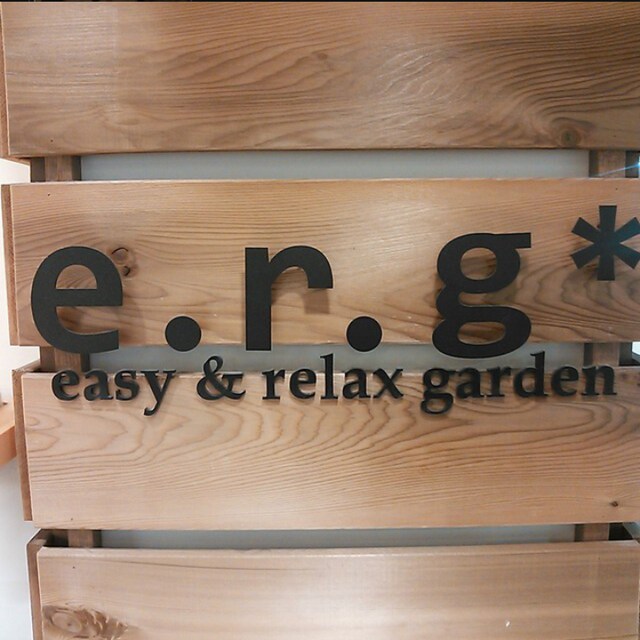 e.r.g*
easy & relax garden